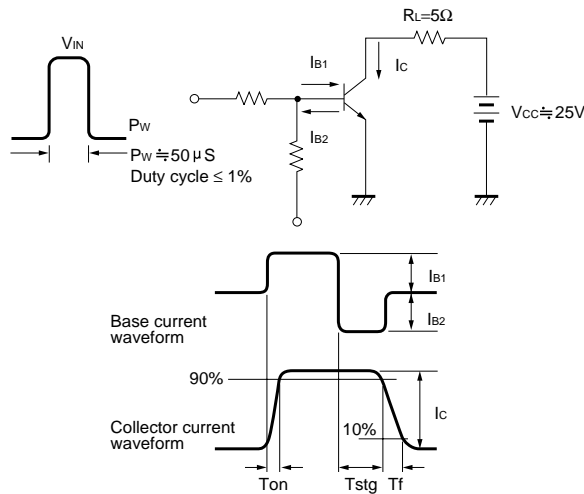 VIN
PW
PW≒50μS
Duty cycle ≤ 1%
IB1
IB2
IC
RL=5Ω
VCC≒25V
Base current
waveform
IB1
IB2
90%
Collector current
waveform
10%
IC
Ton
Tstg
Tf